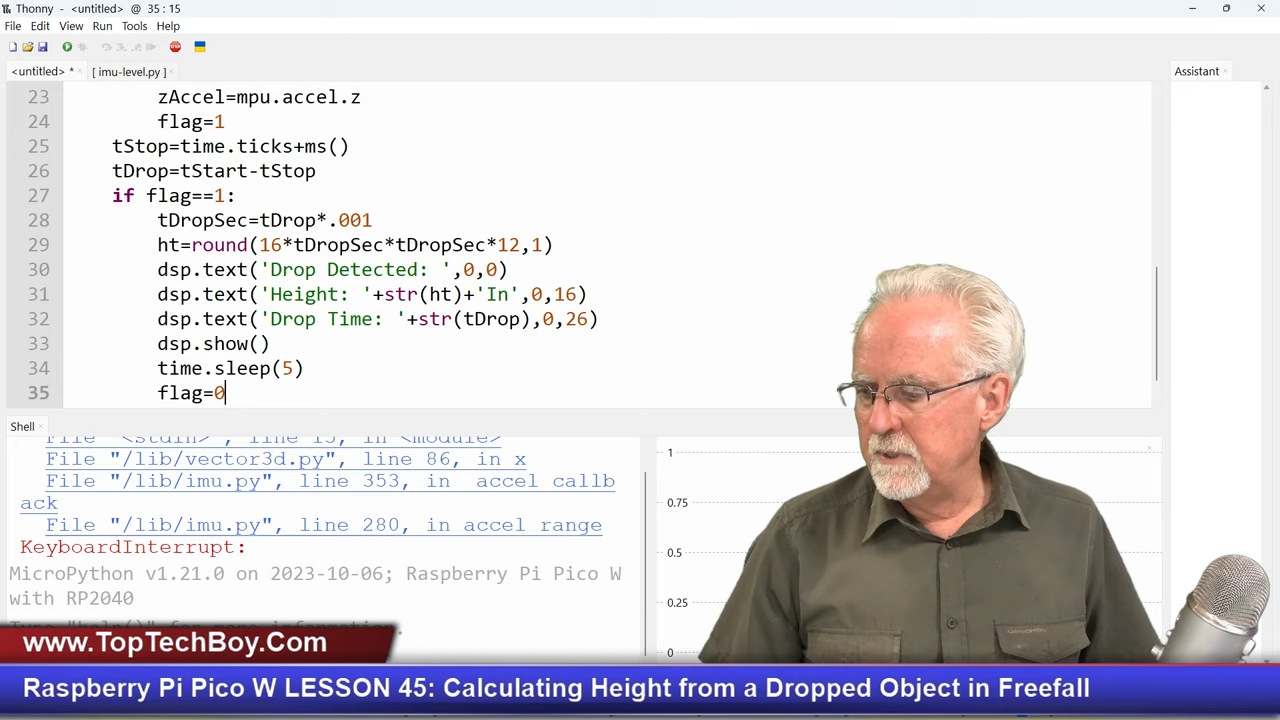 Thonny - <untitled> @ 35 : 15
File Edit View Run Tools Help
<untitled> * [ imu-level.py ]
Assistant
23 zAccel=mpu.accel.z
24 flag=1
25 tStop=time.ticks+ms()
26 tDrop=tStart-tStop
27 if flag==1:
28 tDropSec=tDrop*.001
29 ht=round(16*tDropSec*tDropSec*12,1)
30 dsp.text('Drop Detected: ',0,0)
31 dsp.text('Height: '+str(ht)+'In',0,16)
32 dsp.text('Drop Time: '+str(tDrop),0,26)
33 dsp.show()
34 time.sleep(5)
35 flag=0
Shell
File "<stdin>", line 15, in <module>
File "/lib/vector3d.py", line 86, in x
File "/lib/imu.py", line 353, in accel callb
ack
File "/lib/imu.py", line 280, in accel range
KeyboardInterrupt:
MicroPython v1.21.0 on 2023-10-06; Raspberry Pi Pico W
with RP2040
1
0.75
0.5
0.25
0
www.TopTechBoy.Com
Raspberry Pi Pico W LESSON 45: Calculating Height from a Dropped Object in Freefall